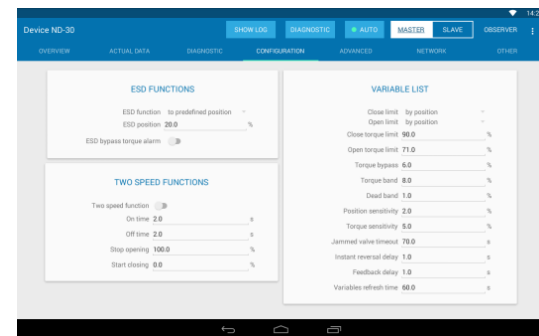 14:2
Device ND-30
SHOW LOG
DIAGNOSTIC
AUTO
MASTER
SLAVE
OBSERVER
OVERVIEW
ACTUAL DATA
DIAGNOSTIC
CONFIGURATION
ADVANCED
NETWORK
OTHER
ESD FUNCTIONS
ESD function to predefined position
ESD position 20.0 %
ESD bypass torque alarm
TWO SPEED FUNCTIONS
Two speed function
On time 2.0 s
Off time 2.0 s
Stop opening 100.0 %
Start closing 0.0 %
VARIABLE LIST
Close limit by position
Open limit by position
Close torque limit 90.0 %
Open torque limit 71.0 %
Torque bypass 6.0 %
Torque band 8.0 %
Dead band 1.0 %
Position sensitivity 2.0 %
Torque sensitivity 5.0 %
Jammed valve timeout 70.0 s
Instant reversal delay 1.0 s
Feedback delay 1.0 s
Variables refresh time 60.0 s